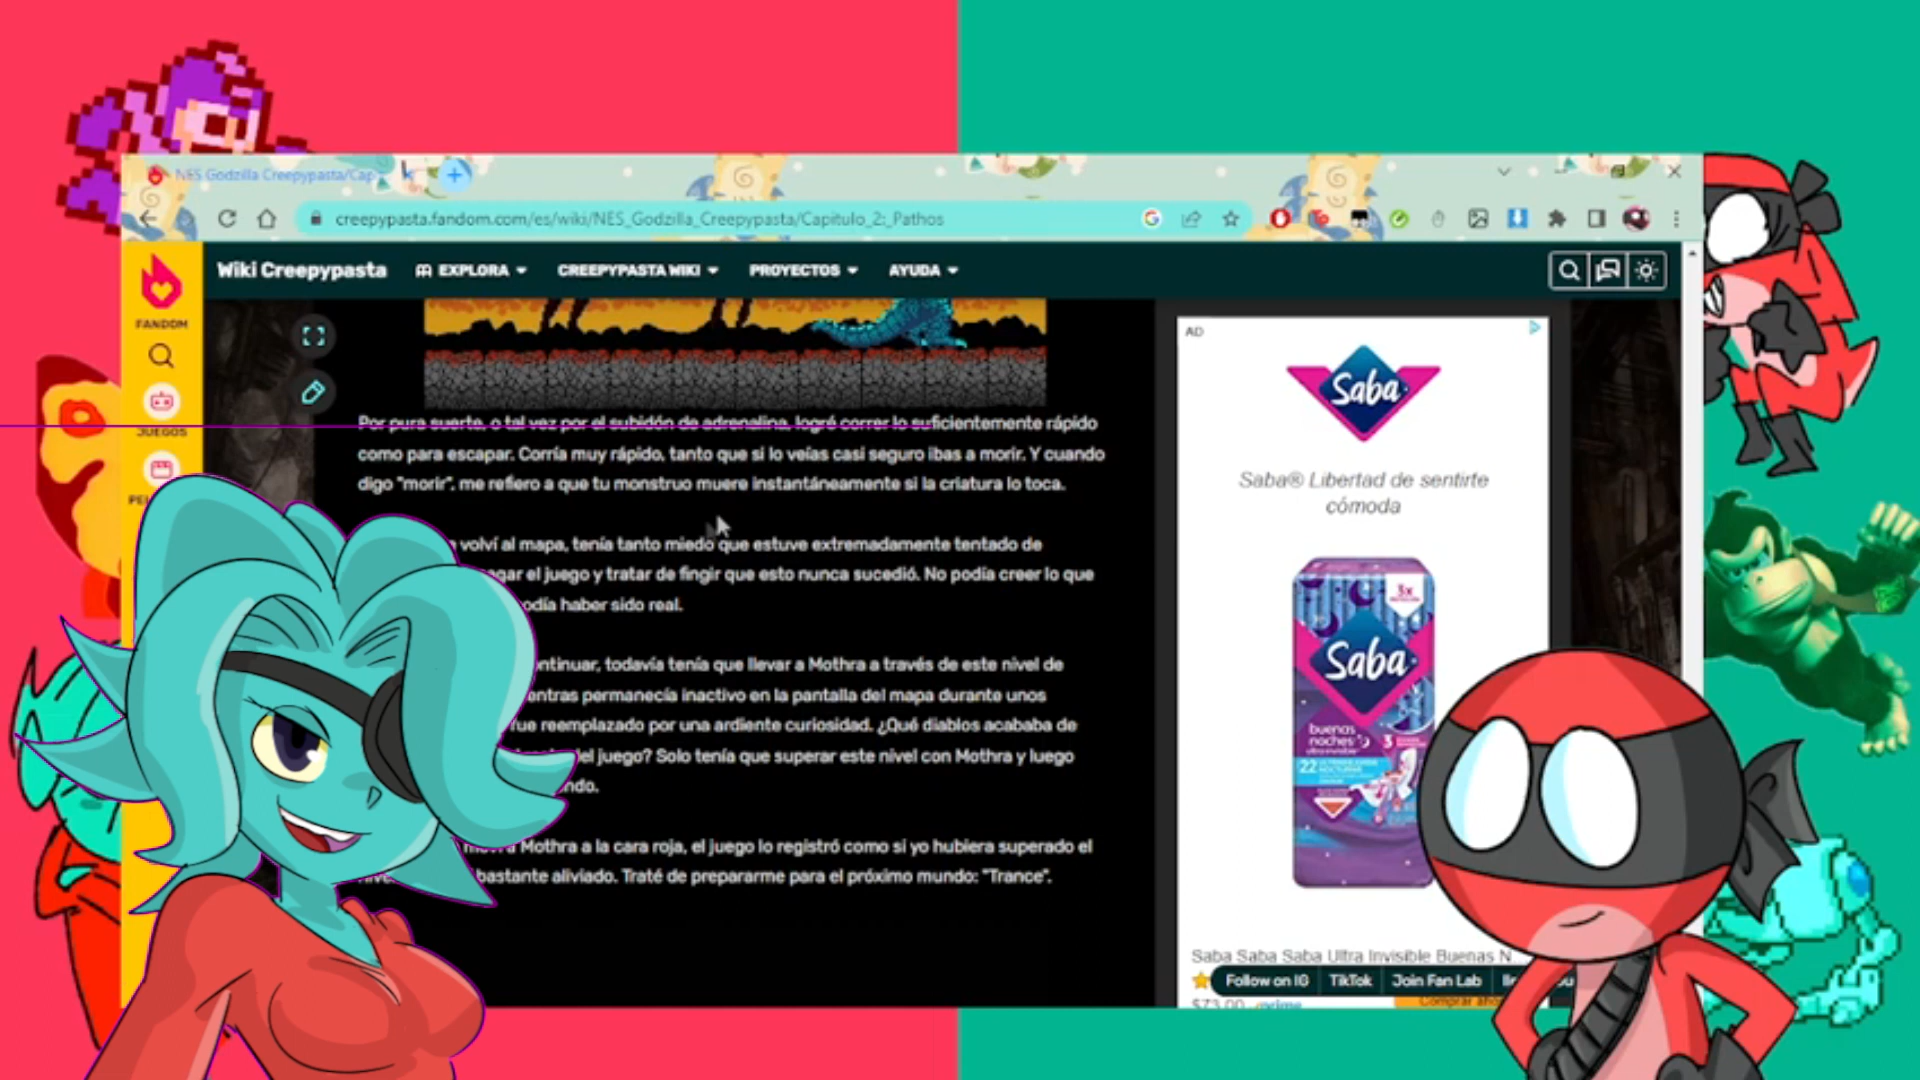 NES Godzilla Creepypasta/Cap
creepypasta.fandom.com/es/wiki/NES_Godzilla_Creepypasta/Capitulo_2:_Pathos
Wiki Creepypasta
EXPLORA
CREEPYPASTA WIKI
PROYECTOS
AYUDA
FANDOM
JUEGOS
Por pura suerte, o tal vez por el subidón de adrenalina, logré correr lo suficientemente rápido
como para escapar. Corría muy rápido, tanto que si lo veías casi seguro ibas a morir. Y cuando
digo "morir", me refiero a que tu monstruo muere instantáneamente si la criatura lo toca.
volví al mapa, tenía tanto miedo que estuve extremadamente tentado de
el juego y tratar de fingir que esto nunca sucedió. No podía creer lo que
haber sido real.
todavía tenía que llevar a Mothra a través de este nivel de
permanecía inactivo en la pantalla del mapa durante unos
fue reemplazado por una ardiente curiosidad. ¿Qué diablos acababa de
del juego? Solo tenía que superar este nivel con Mothra y luego
Mothra a la cara roja, el juego lo registró como si yo hubiera superado el
bastante aliviado. Traté de prepararme para el próximo mundo: "Trance".
AD
Saba
Saba® Libertad de sentirte
cómoda
3x
Saba
buenas
noches
22
Saba Saba Saba Ultra Invisible Buenas N...
Follow on IG
TikTok
Join Fan Lab
$73.00 prime
Comprar ahora